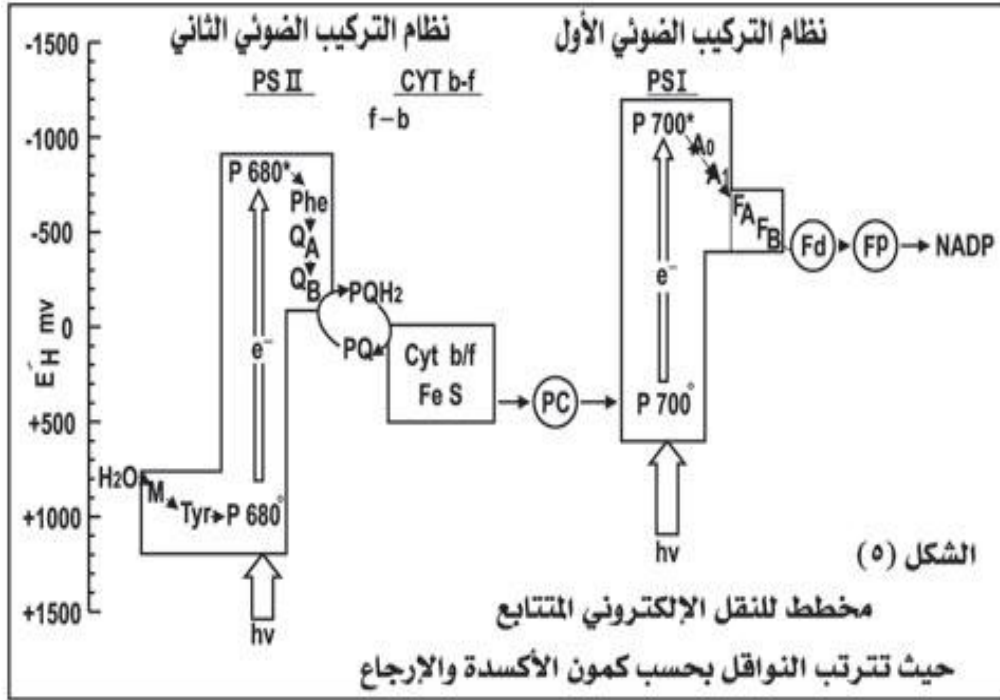 نظام التركيب الضوئي الثاني
نظام التركيب الضوئي الأول
PS II
CYT b-f
f-b
PSI
-1500
-1000
-500
0
+500
+1000
+1500
E'H mv
P 680*
Phe
QA
QB
PQH2
PQ
e-
H2O
M
Tyr
P 680°
hv
Cyt b/f
Fe S
PC
P 700*
A0
A1
FA
FB
Fd
Fp
NADP
e-
P 700°
hv
الشكل (٥)
مخطط للنقل الإلكتروني المتتابع
حيث تترتب النواقل بحسب كمون الأكسدة والإرجاع